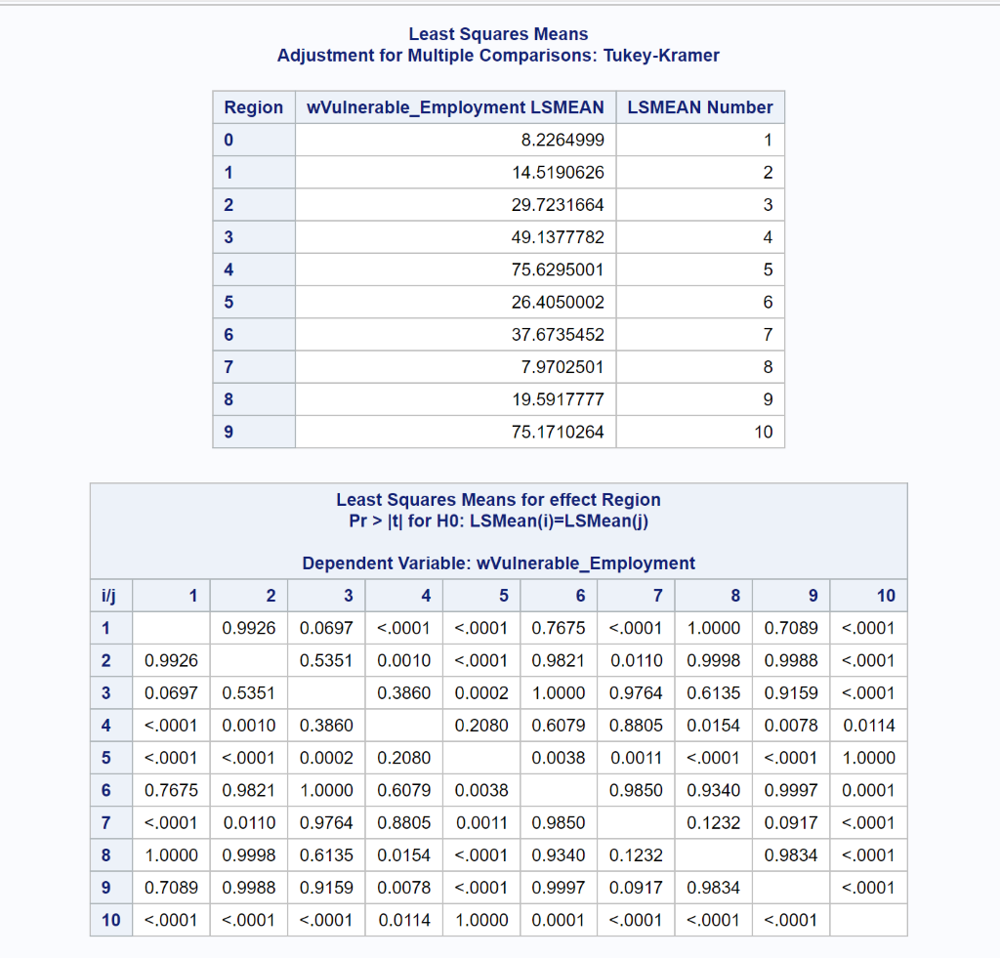 Least Squares Means
Adjustment for Multiple Comparisons: Tukey-Kramer
Region wVulnerable_Employment LSMEAN LSMEAN Number
0 8.2264999 1
1 14.5190626 2
2 29.7231664 3
3 49.1377782 4
4 75.6295001 5
5 26.4050002 6
6 37.6735452 7
7 7.9702501 8
8 19.5917777 9
9 75.1710264 10
Least Squares Means for effect Region
Pr > |t| for H0: LSMean(i)=LSMean(j)
Dependent Variable: wVulnerable_Employment
i/j 1 2 3 4 5 6 7 8 9 10
1 0.9926 0.0697 <.0001 <.0001 0.7675 <.0001 1.0000 0.7089 <.0001
2 0.9926 0.5351 0.0010 <.0001 0.9821 0.0110 0.9998 0.9988 <.0001
3 0.0697 0.5351 0.3860 0.0002 1.0000 0.9764 0.6135 0.9159 <.0001
4 <.0001 0.0010 0.3860 0.2080 0.6079 0.8805 0.0154 0.0078 0.0114
5 <.0001 <.0001 0.0002 0.2080 0.0038 0.0011 <.0001 <.0001 1.0000
6 0.7675 0.9821 1.0000 0.6079 0.0038 0.9850 0.9340 0.9997 0.0001
7 <.0001 0.0110 0.9764 0.8805 0.0011 0.9850 0.1232 0.0917 <.0001
8 1.0000 0.9998 0.6135 0.0154 <.0001 0.9340 0.1232 0.9834 <.0001
9 0.7089 0.9988 0.9159 0.0078 <.0001 0.9997 0.0917 0.9834 <.0001
10 <.0001 <.0001 <.0001 0.0114 1.0000 0.0001 <.0001 <.0001 <.0001